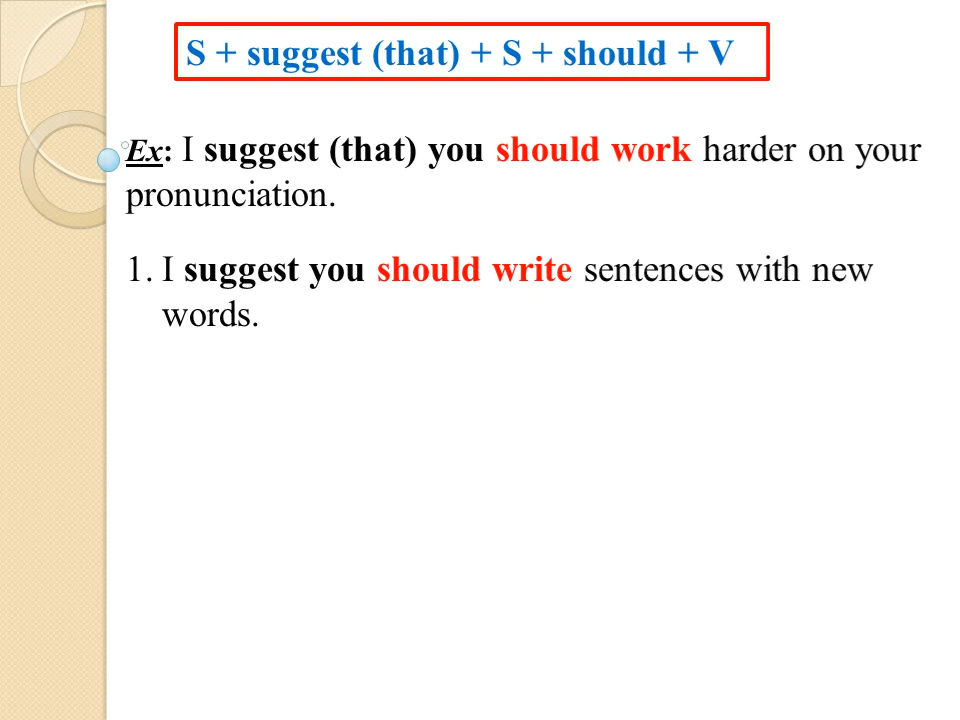 S + suggest (that) + S + should + V
Ex: I suggest (that) you should work harder on your
pronunciation.
1. I suggest you should write sentences with new
words.